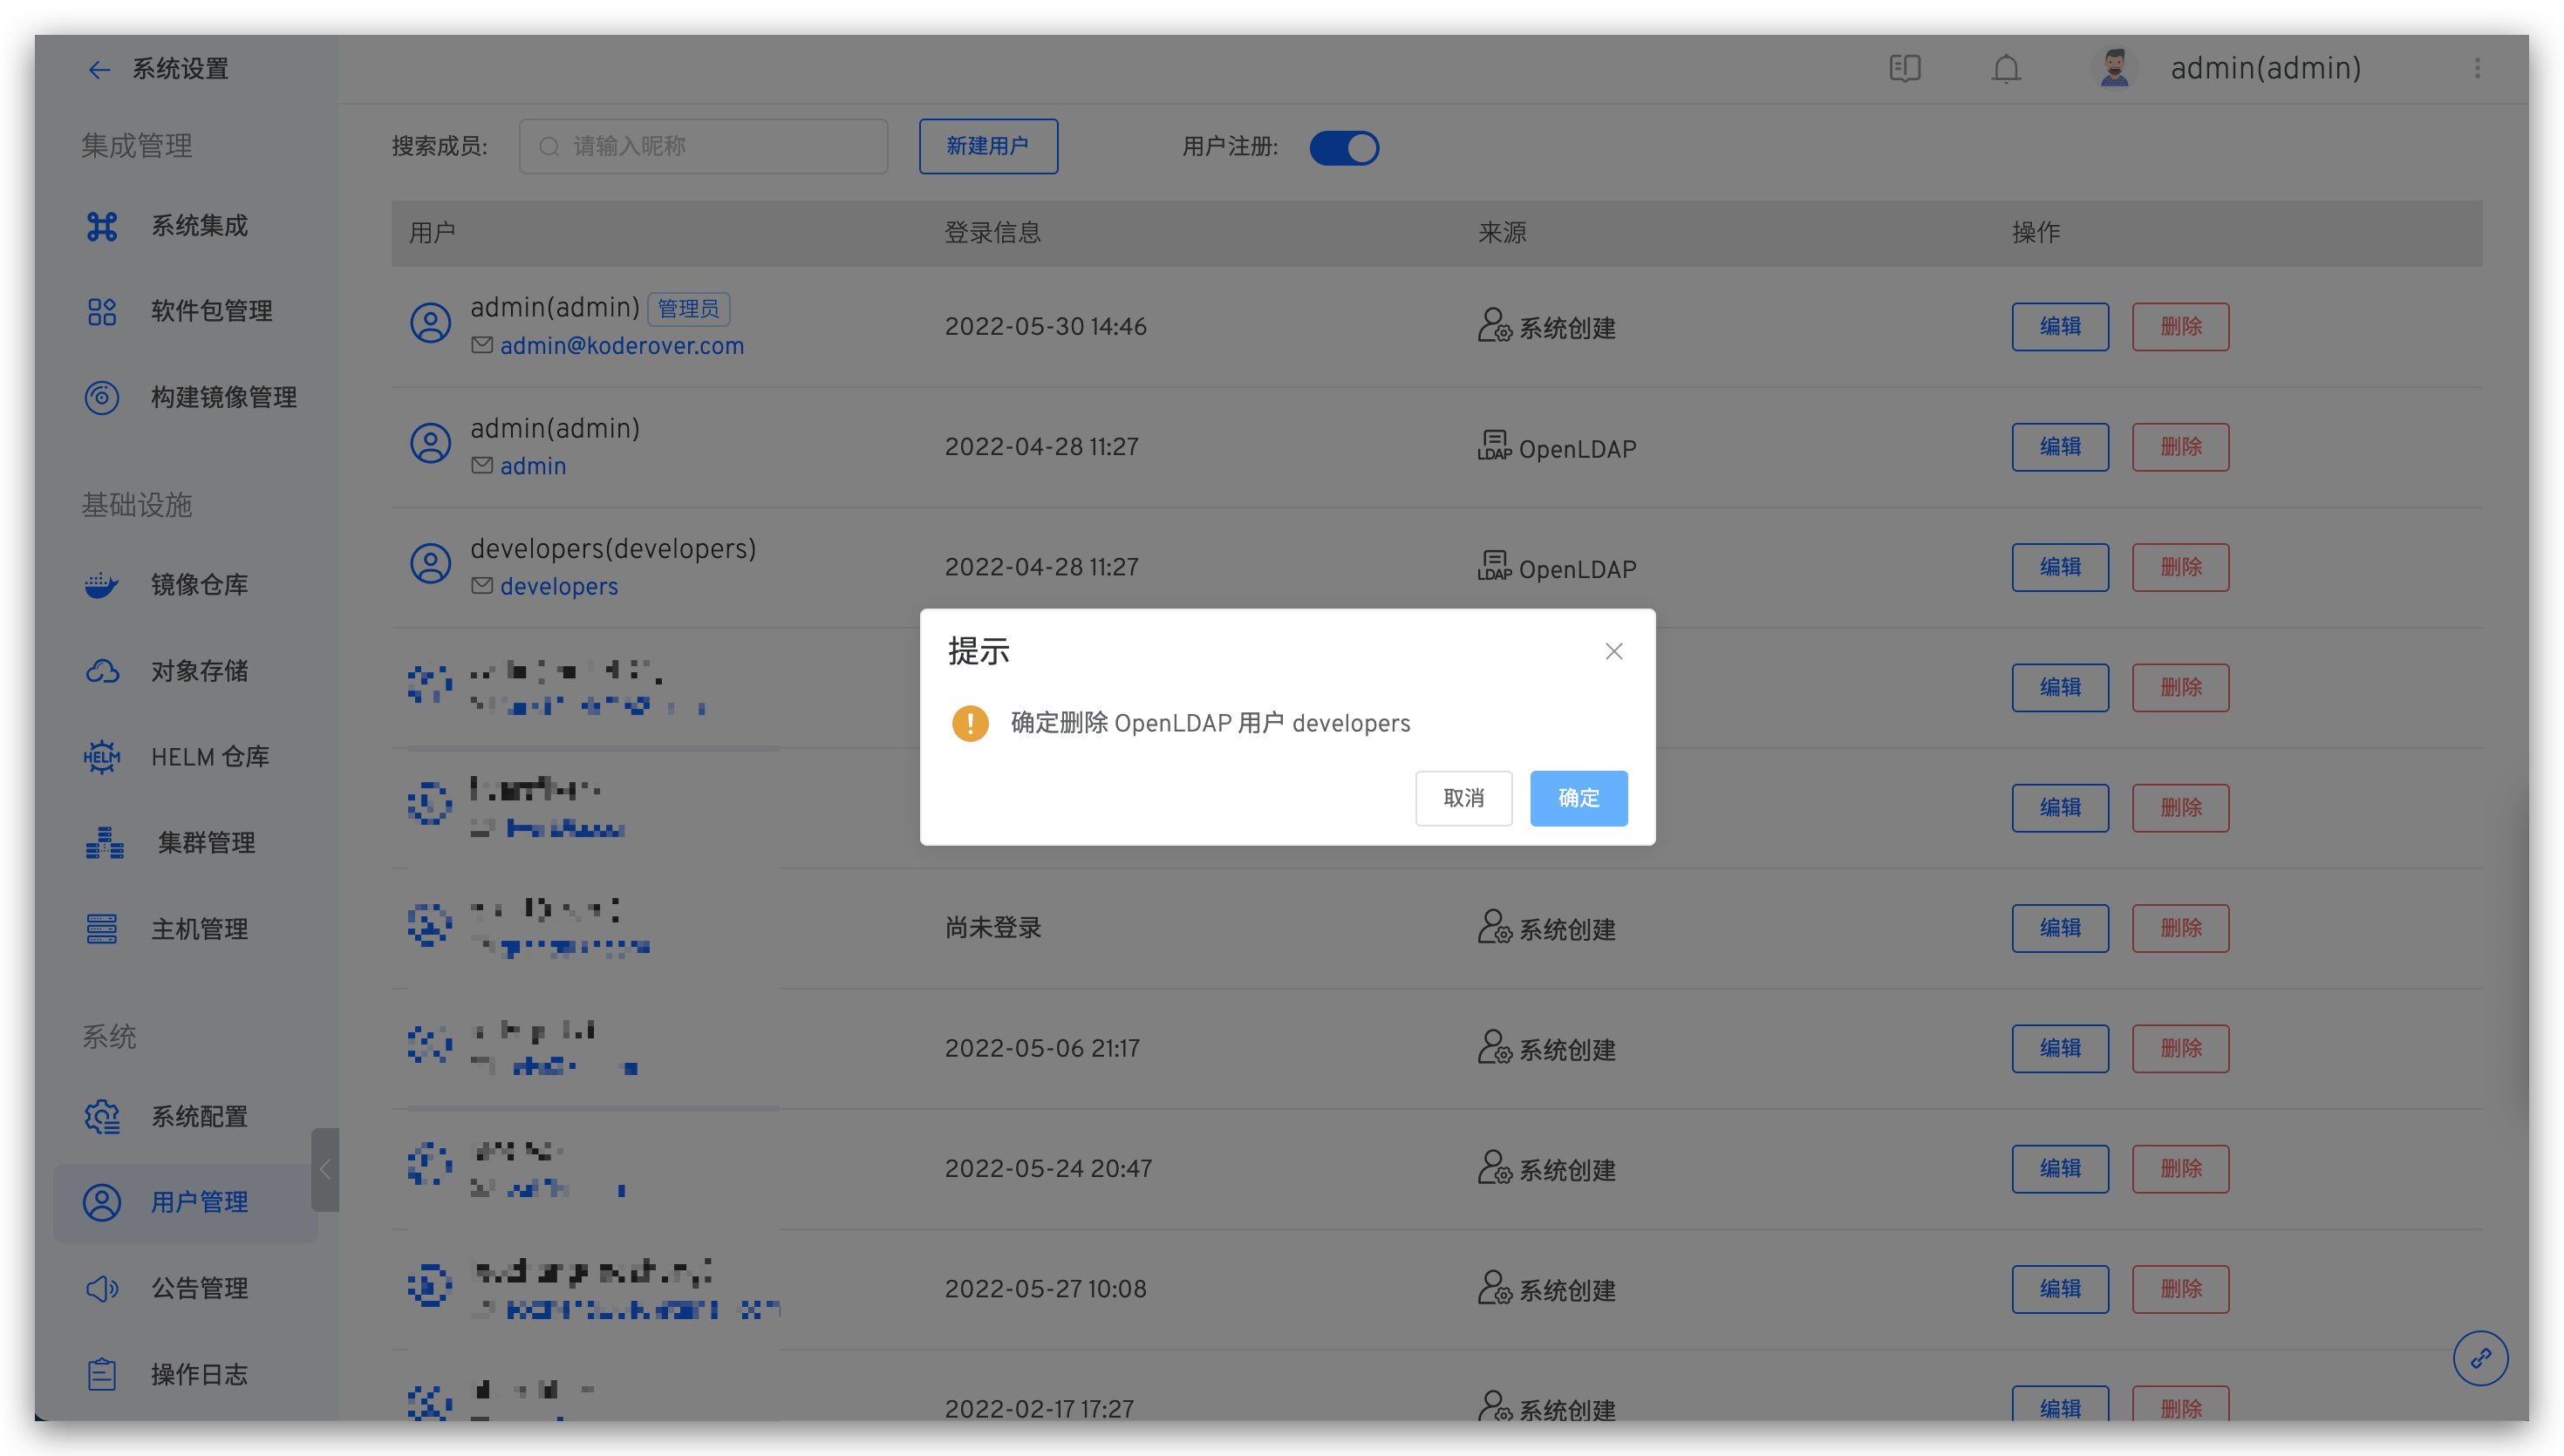 系统设置
admin(admin)
集成管理
系统集成
软件包管理
构建镜像管理
基础设施
镜像仓库
对象存储
HELM
HELM 仓库
集群管理
主机管理
系统
系统配置
用户管理
公告管理
操作日志
搜索成员:
请输入昵称
新建用户
用户注册:
用户 登录信息 来源 操作
admin(admin) 管理员
admin@koderover.com
2022-05-30 14:46
系统创建
编辑 删除
admin(admin)
admin
2022-04-28 11:27
LDAP OpenLDAP
编辑 删除
developers(developers)
developers
2022-04-28 11:27
LDAP OpenLDAP
编辑 删除
提示
确定删除 OpenLDAP 用户 developers
取消 确定
编辑 删除
编辑 删除
尚未登录 系统创建 编辑 删除
2022-05-06 21:17 系统创建 编辑 删除
2022-05-24 20:47 系统创建 编辑 删除
2022-05-27 10:08 系统创建 编辑 删除
2022-02-17 17:27 系统创建 编辑 删除